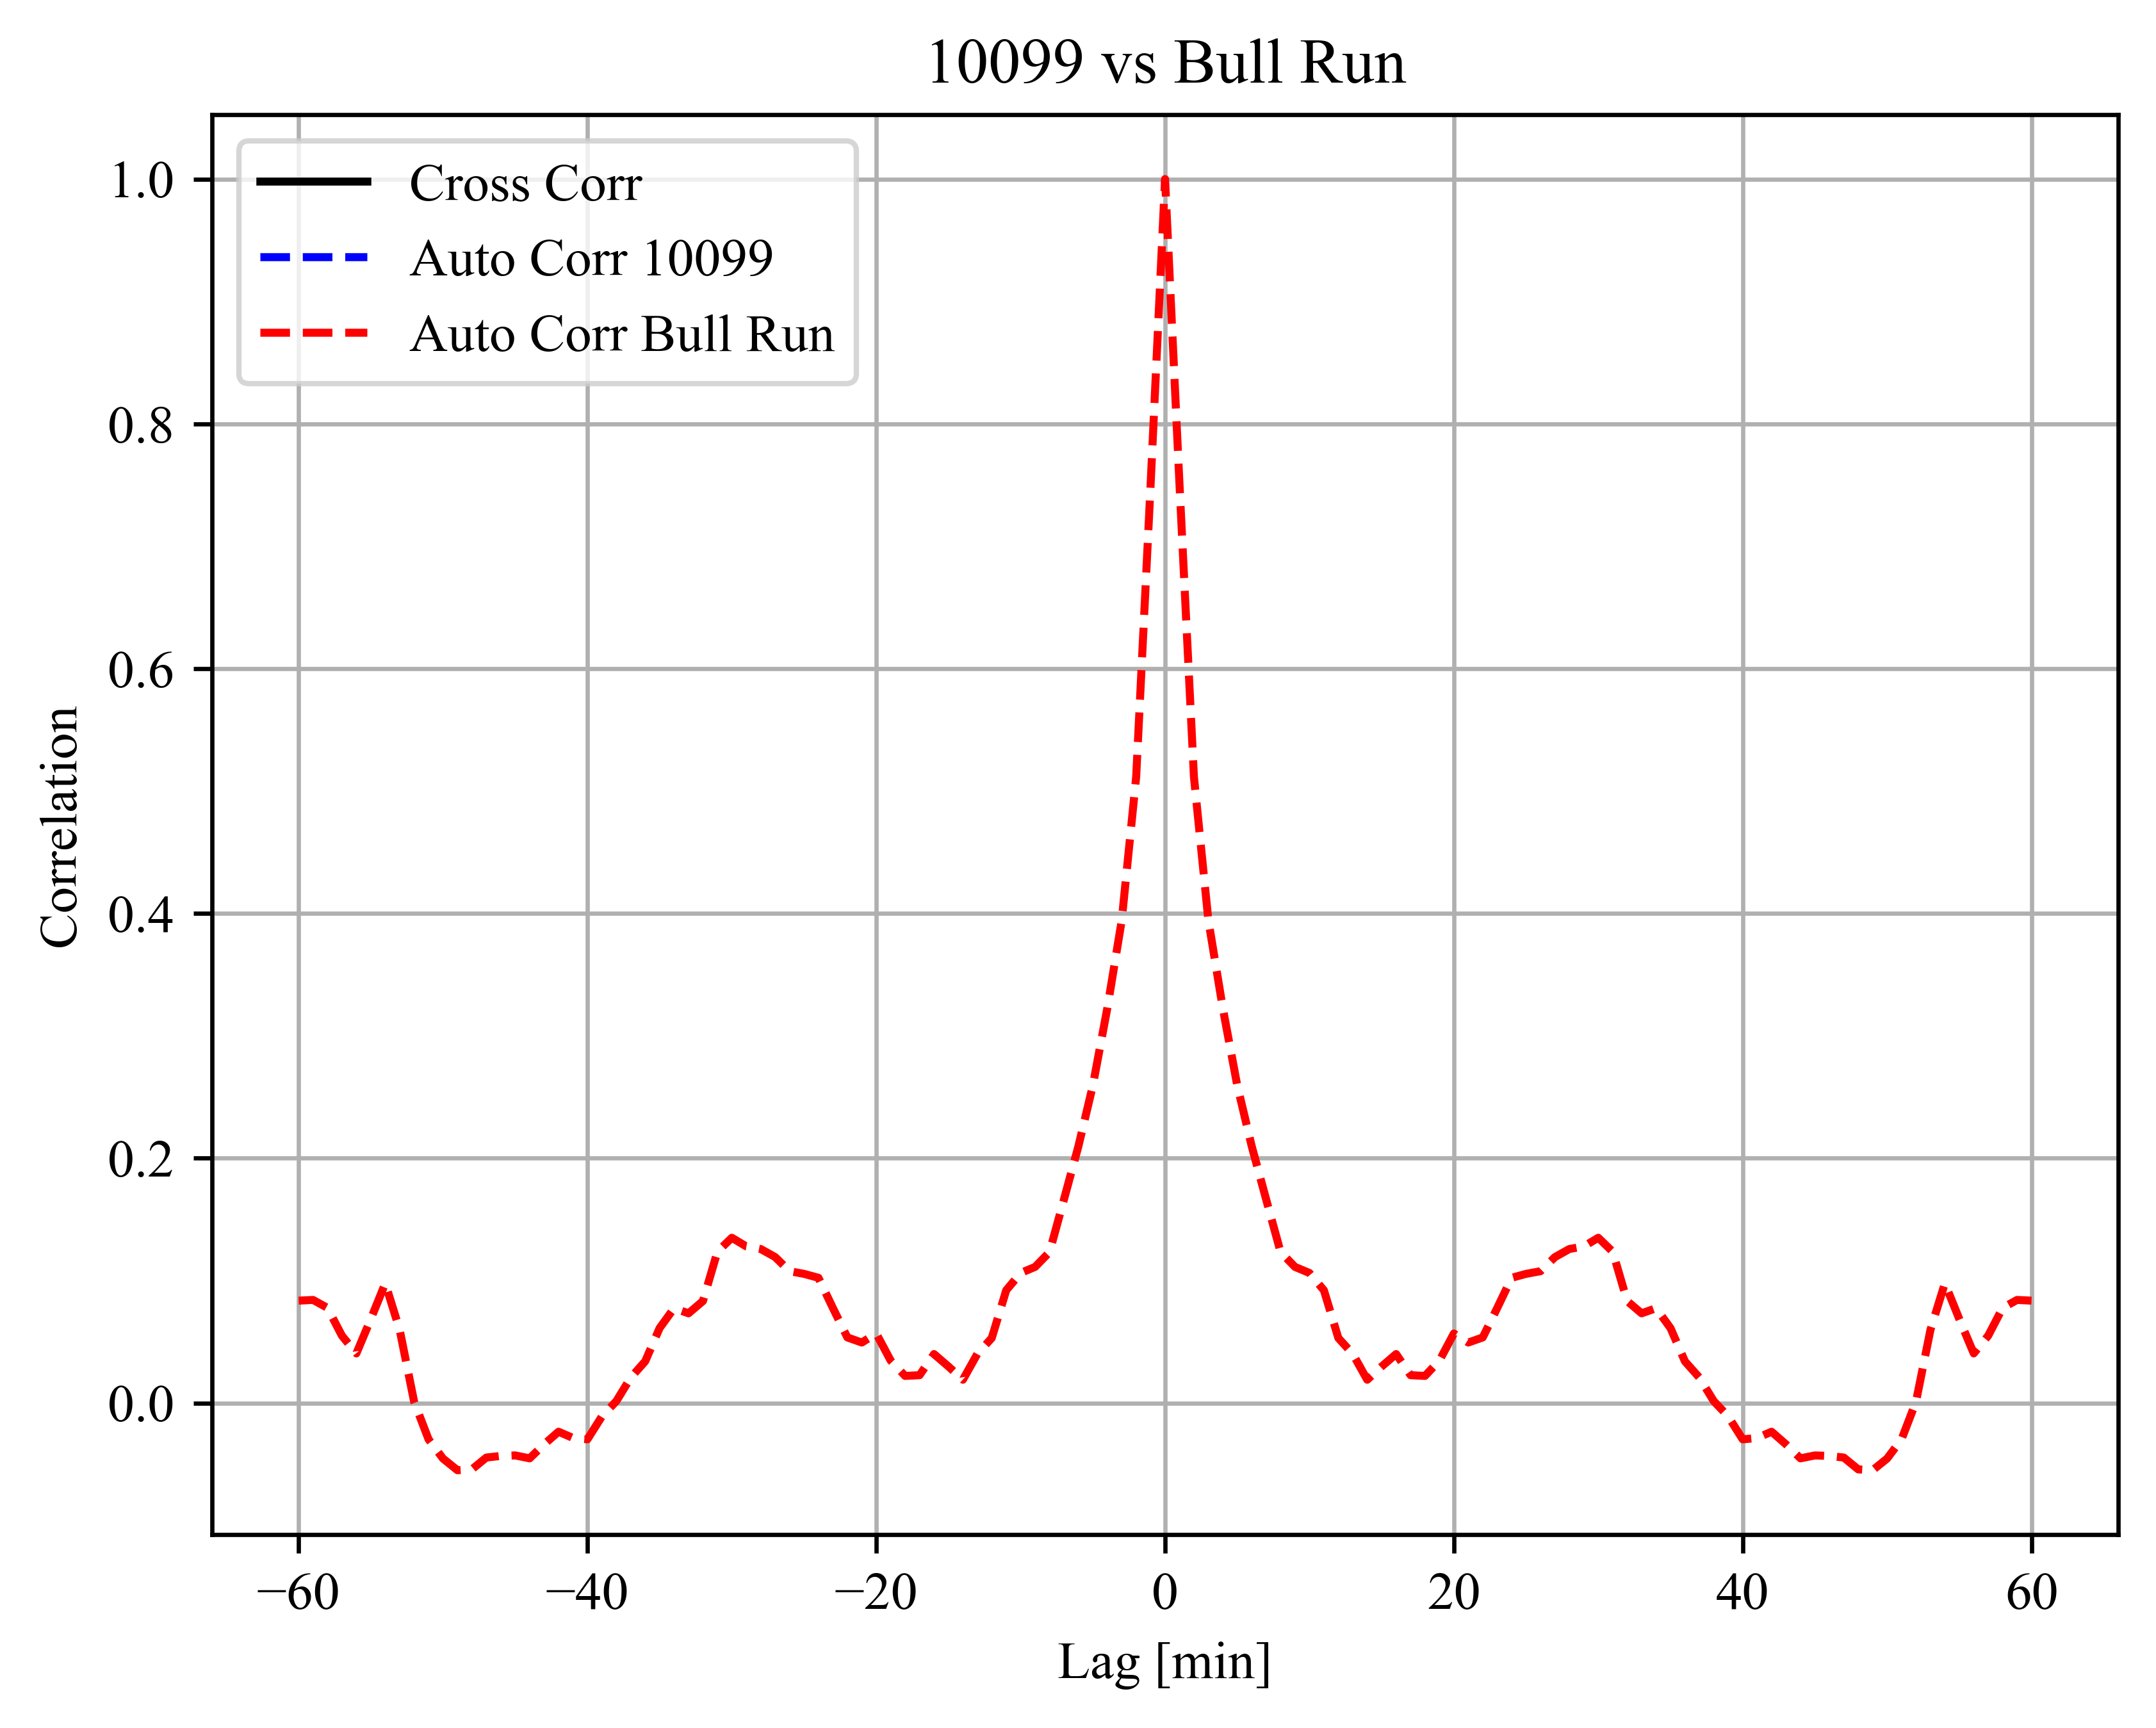 10099 vs Bull Run
Cross Corr
Auto Corr 10099
Auto Corr Bull Run
1.0
0.8
0.6
0.4
0.2
0.0
Correlation
−60 −40 −20 0 20 40 60
Lag [min]